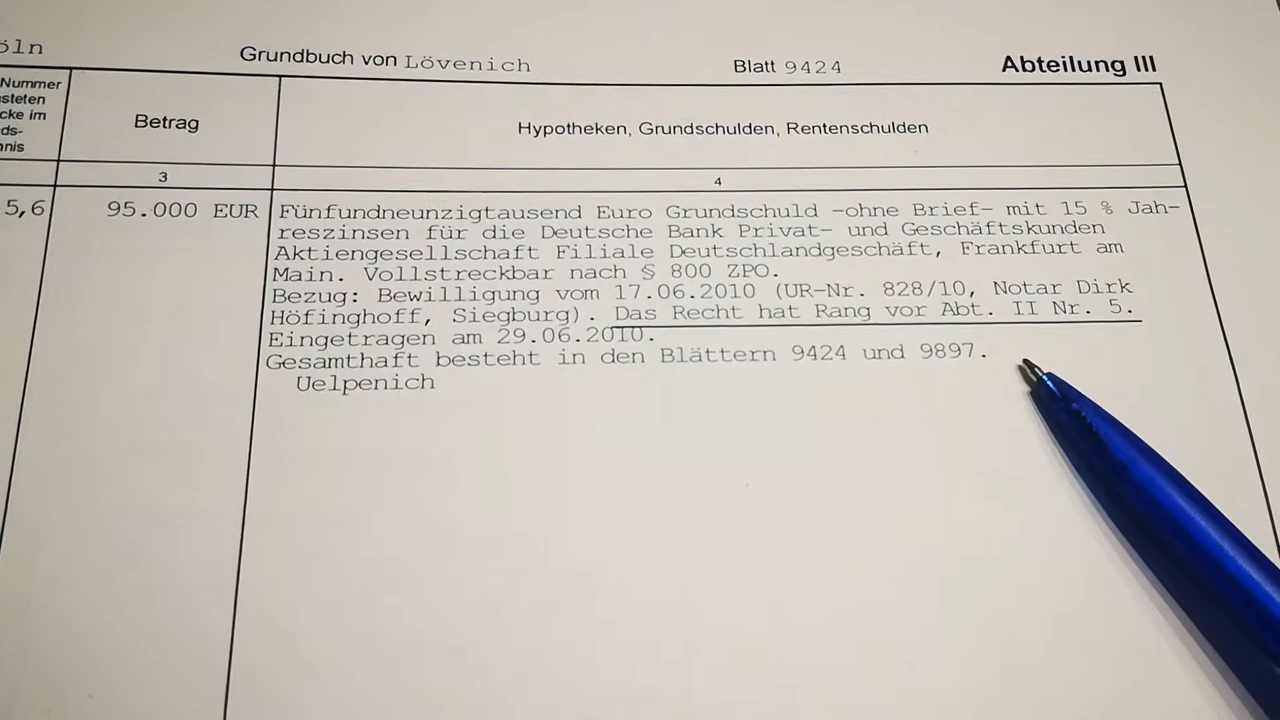 öln
Grundbuch von Lövenich Blatt 9424 Abteilung III
Nummer
steten
cke im
ds-
nnis
Betrag
Hypotheken, Grundschulden, Rentenschulden
3
4
5,6
95.000 EUR
Fünfundneunzigtausend Euro Grundschuld -ohne Brief- mit 15 % Jah-
reszinsen für die Deutsche Bank Privat- und Geschäftskunden
Aktiengesellschaft Filiale Deutschlandgeschäft, Frankfurt am
Main. Vollstreckbar nach § 800 ZPO.
Bezug: Bewilligung vom 17.06.2010 (UR-Nr. 828/10, Notar Dirk
Höfinghoff, Siegburg). Das Recht hat Rang vor Abt. II Nr. 5.
Eingetragen am 29.06.2010.
Gesamthaft besteht in den Blättern 9424 und 9897.
Uelpenich